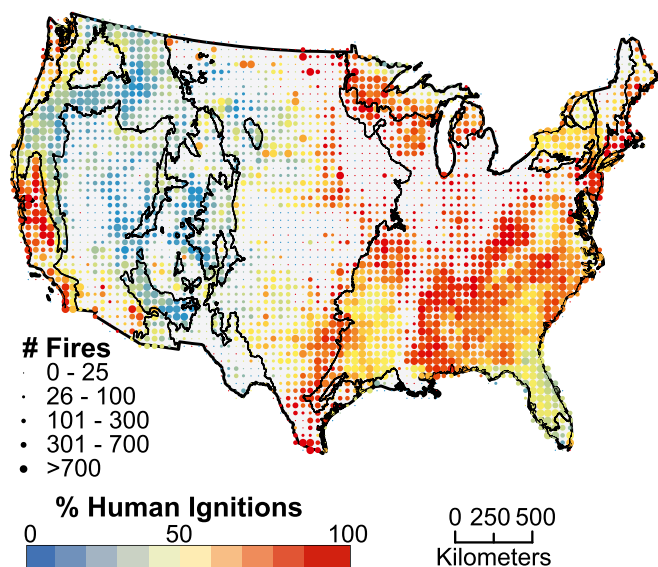 # Fires
0 - 25
26 - 100
101 - 300
301 - 700
>700
% Human Ignitions
0 50 100
0 250 500
Kilometers